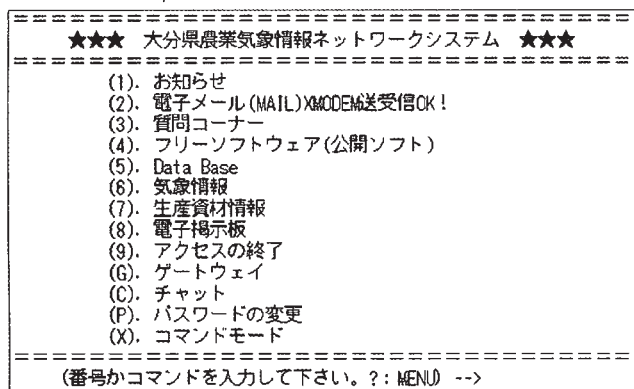 ==========================================
★★★ 大分県農業気象情報ネットワークシステム ★★★
==========================================
(1). お知らせ
(2). 電子メール(MAIL)XMODEM送受信OK！
(3). 質問コーナー
(4). フリーソフトウェア(公開ソフト)
(5). Data Base
(6). 気象情報
(7). 生産資材情報
(8). 電子掲示板
(9). アクセスの終了
(G). ゲートウェイ
(C). チャット
(P). パスワードの変更
(X). コマンドモード
==========================================
(番号かコマンドを入力して下さい。?: MENU) -->